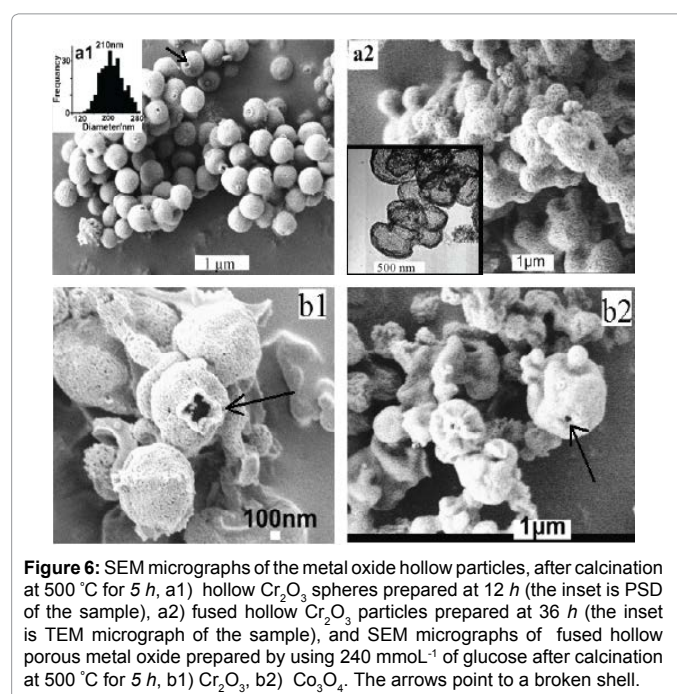 a1
210nm
Frequancy
30
0
120
200
280
Diameter/nm
1 µm
a2
500 nm
1µm
b1
100nm
b2
1µm
Figure 6: SEM micrographs of the metal oxide hollow particles, after calcination
at 500 °C for 5 h, a1) hollow Cr₂O₃ spheres prepared at 12 h (the inset is PSD
of the sample), a2) fused hollow Cr₂O₃ particles prepared at 36 h (the inset
is TEM micrograph of the sample), and SEM micrographs of fused hollow
porous metal oxide prepared by using 240 mmoL⁻¹ of glucose after calcination
at 500 °C for 5 h, b1) Cr₂O₃, b2) Co₃O₄. The arrows point to a broken shell.